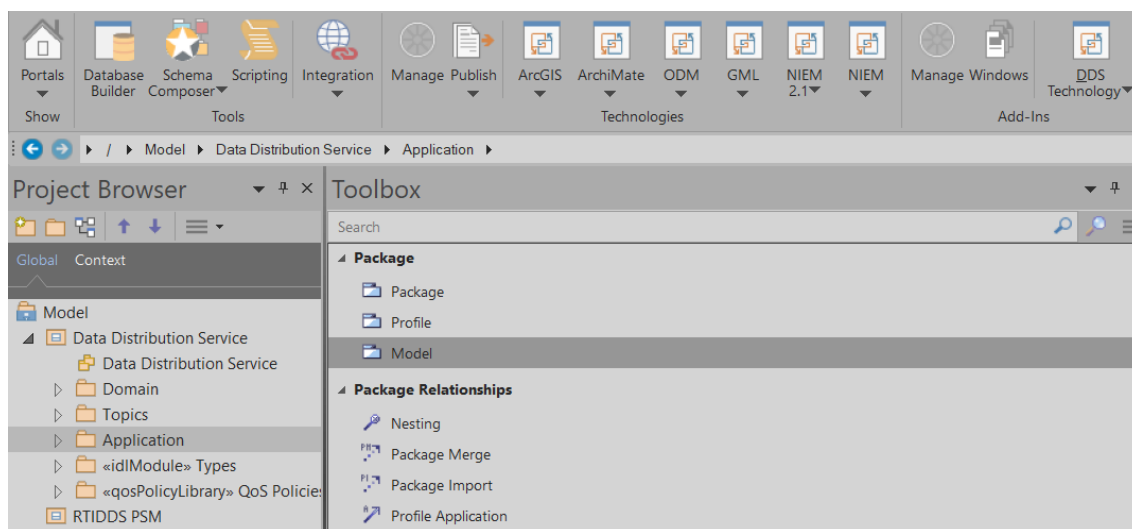 Portals
Database Builder
Schema Composer
Scripting
Integration
Manage
Publish
ArcGIS
ArchiMate
ODM
GML
NIEM 2.1
NIEM
Manage
Windows
DDS Technology
Show
Tools
Technologies
Add-Ins
/ Model Data Distribution Service Application
Project Browser
Toolbox
Search
Global Context
Package
Package
Profile
Model
Package Relationships
Nesting
Package Merge
Package Import
Profile Application
Model
Data Distribution Service
Data Distribution Service
Domain
Topics
Application
«idlModule» Types
«qosPolicyLibrary» QoS Policies
RTIDDS PSM